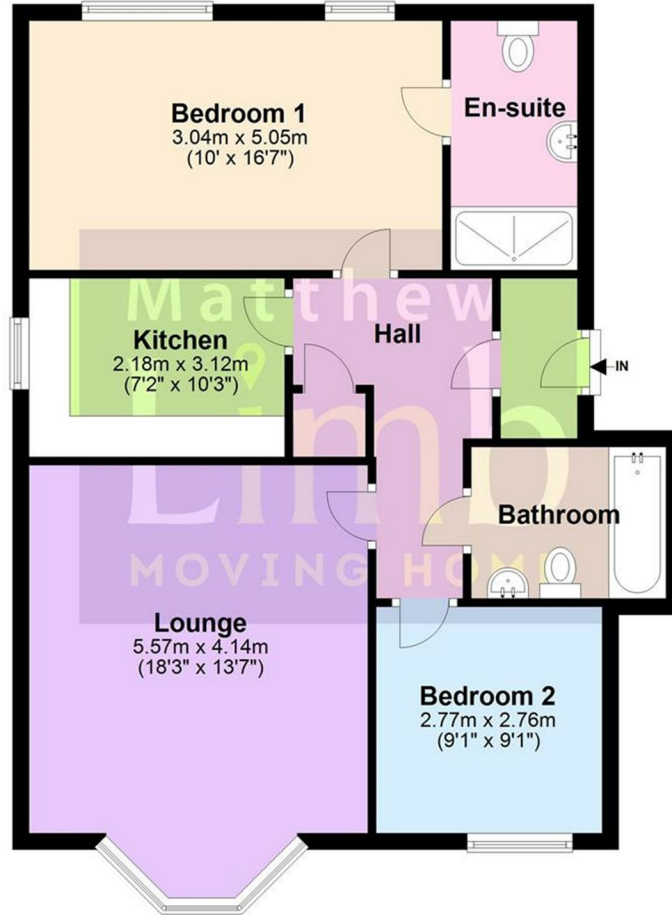 Bedroom 1
3.04m x 5.05m
(10' x 16'7")
En-suite
Matthew
Kitchen
2.18m x 3.12m
(7'2" x 10'3")
Hall
IN
Limb
MOVING HOME
Bathroom
Lounge
5.57m x 4.14m
(18'3" x 13'7")
Bedroom 2
2.77m x 2.76m
(9'1" x 9'1")